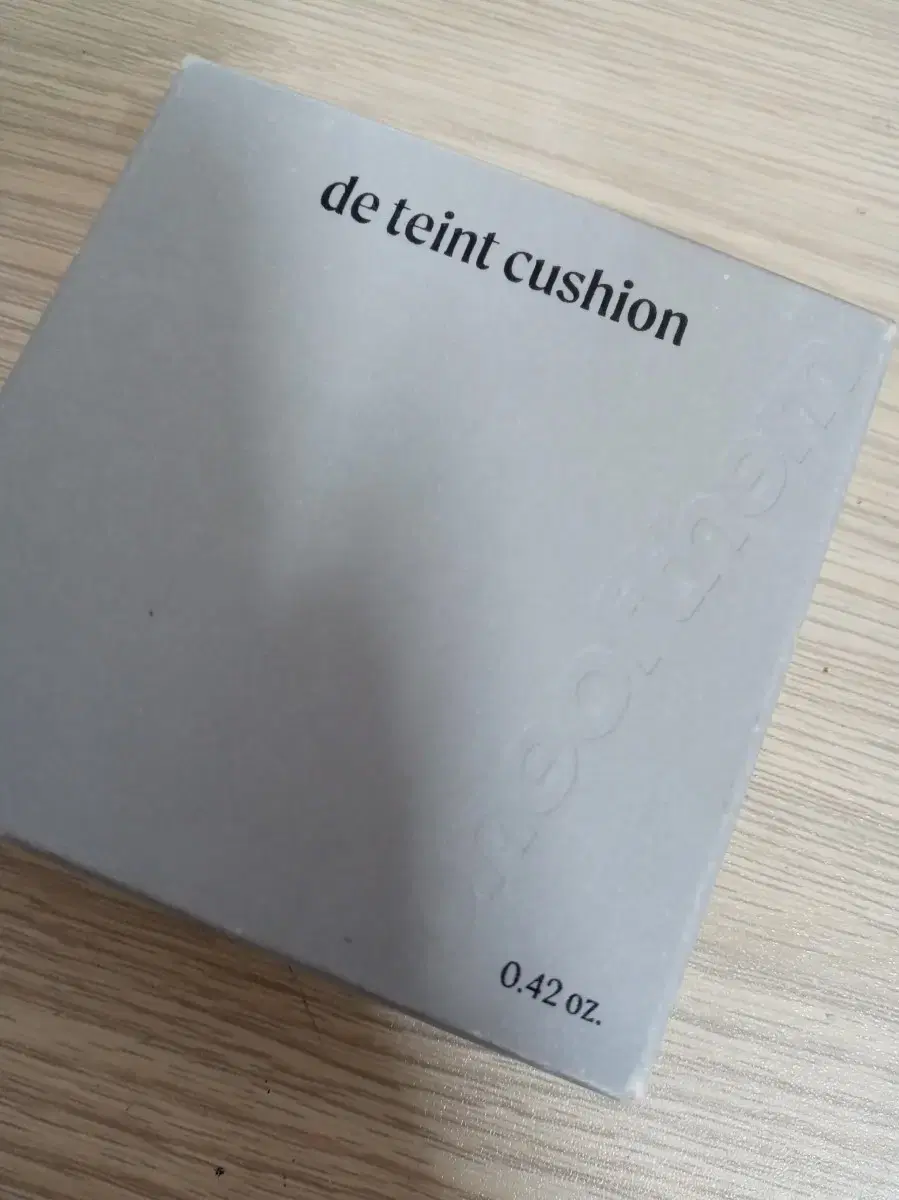 de teint cushion
0.42 oz.